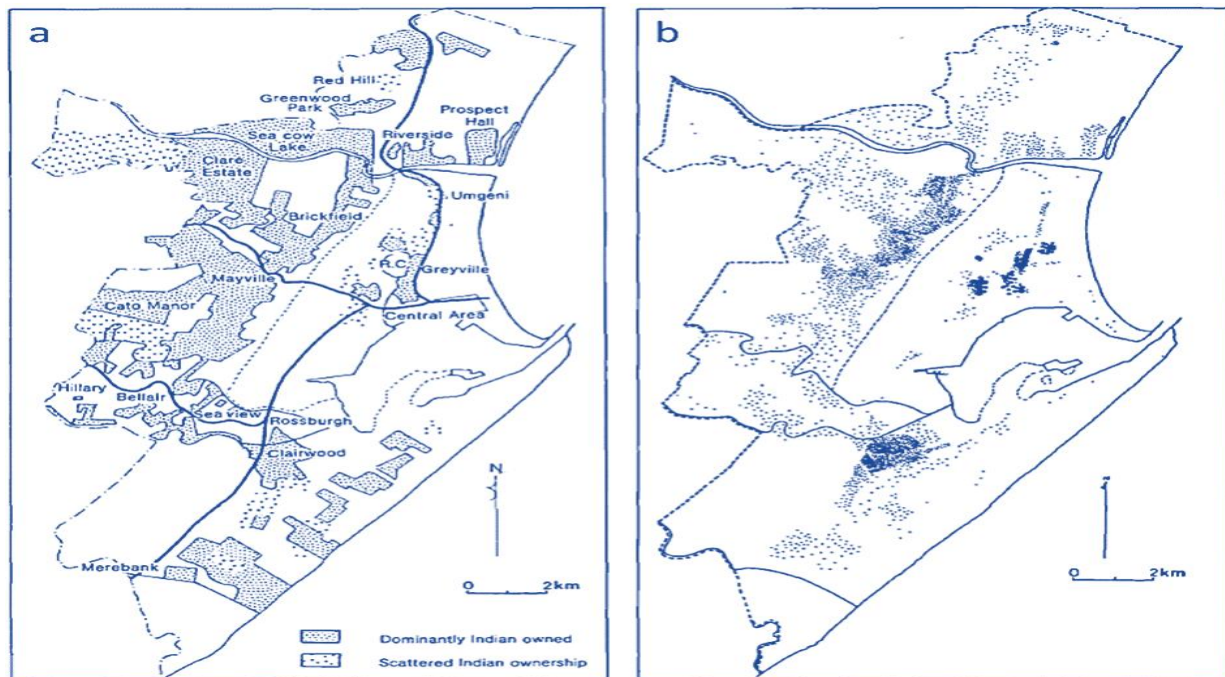 a
Red Hill
Greenwood
Park
Prospect
Hall
Sea cow
Lake
Riverside
Clare
Estate
Umgeni
Brickfield
R.C.
Greyville
Mayville
Cato Manor
Central Area
Hillary
Bellair
Sea view
Rossburgh
Clairwood
N
Merebank
0 2km
Dominantly Indian owned
Scattered Indian ownership
b
0 2km